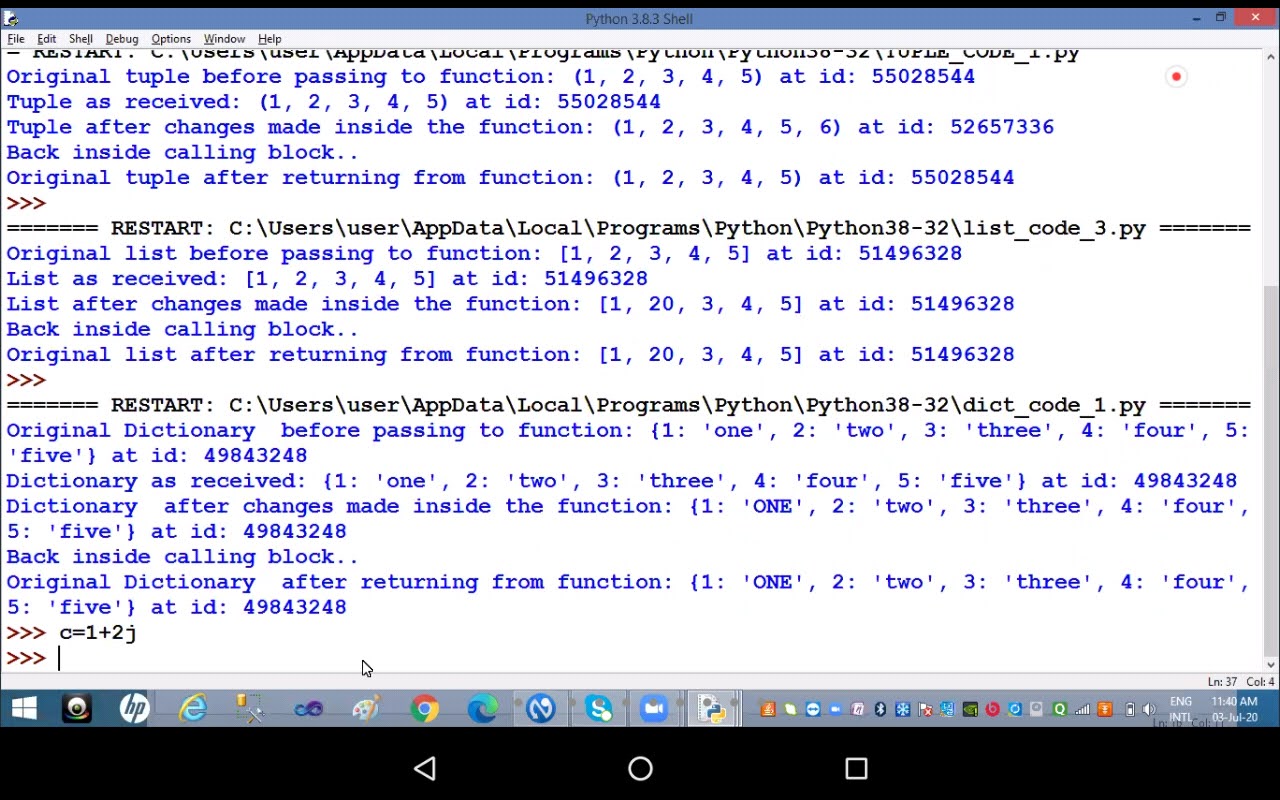 Python 3.8.3 Shell
File Edit Shell Debug Options Window Help
= RESTART: C:\Users\user\AppData\Local\Programs\Python\Python38-32\TUPLE_CODE_1.py
Original tuple before passing to function: (1, 2, 3, 4, 5) at id: 55028544
Tuple as received: (1, 2, 3, 4, 5) at id: 55028544
Tuple after changes made inside the function: (1, 2, 3, 4, 5, 6) at id: 52657336
Back inside calling block..
Original tuple after returning from function: (1, 2, 3, 4, 5) at id: 55028544
>>>
======= RESTART: C:\Users\user\AppData\Local\Programs\Python\Python38-32\list_code_3.py =======
Original list before passing to function: [1, 2, 3, 4, 5] at id: 51496328
List as received: [1, 2, 3, 4, 5] at id: 51496328
List after changes made inside the function: [1, 20, 3, 4, 5] at id: 51496328
Back inside calling block..
Original list after returning from function: [1, 20, 3, 4, 5] at id: 51496328
>>>
======= RESTART: C:\Users\user\AppData\Local\Programs\Python\Python38-32\dict_code_1.py =======
Original Dictionary  before passing to function: {1: 'one', 2: 'two', 3: 'three', 4: 'four', 5:
'five'} at id: 49843248
Dictionary as received: {1: 'one', 2: 'two', 3: 'three', 4: 'four', 5: 'five'} at id: 49843248
Dictionary  after changes made inside the function: {1: 'ONE', 2: 'two', 3: 'three', 4: 'four',
5: 'five'} at id: 49843248
Back inside calling block..
Original Dictionary  after returning from function: {1: 'ONE', 2: 'two', 3: 'three', 4: 'four',
5: 'five'} at id: 49843248
>>> c=1+2j
>>>
Ln: 37 Col: 4
ENG 11:40 AM
INTL 03-Jul-20